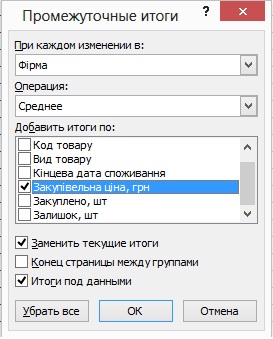 Промежуточные итоги
При каждом изменении в:
Фірма
Операция:
Среднее
Добавить итоги по:
Код товару
Вид товару
Кінцева дата споживання
Закупівельна ціна, грн
Закуплено, шт
Залишок, шт
Заменить текущие итоги
Конец страницы между группами
Итоги под данными
Убрать все ОК Отмена